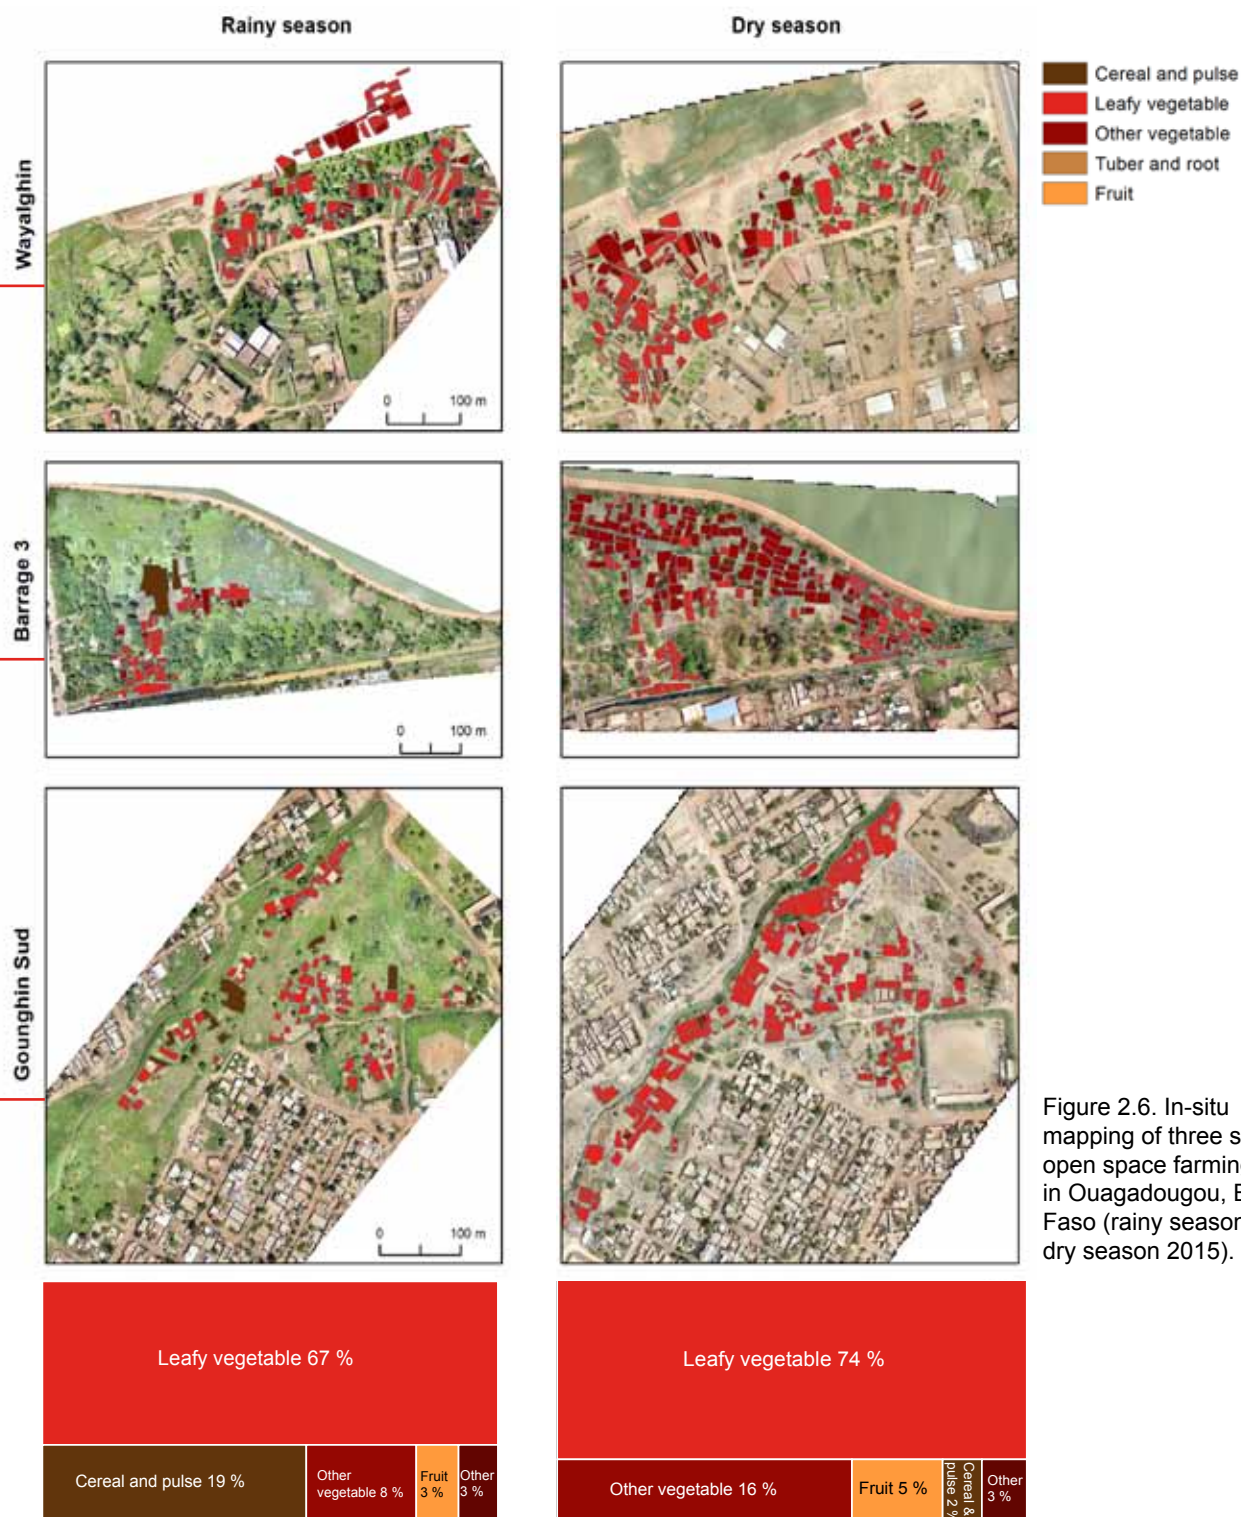 Rainy season
Dry season
Cereal and pulse
Leafy vegetable
Other vegetable
Tuber and root
Fruit
Wayalghin
0 100 m
Barrage 3
0 100 m
Gounghin Sud
0 100 m
Figure 2.6. In-situ
mapping of three s
open space farming
in Ouagadougou, B
Faso (rainy season
dry season 2015).
Leafy vegetable 67 %
Leafy vegetable 74 %
Cereal and pulse 19 %
Other
vegetable 8 %
Fruit
3 %
Other
3 %
Other vegetable 16 %
Fruit 5 %
Cereal &
pulse 2 %
Other
3 %